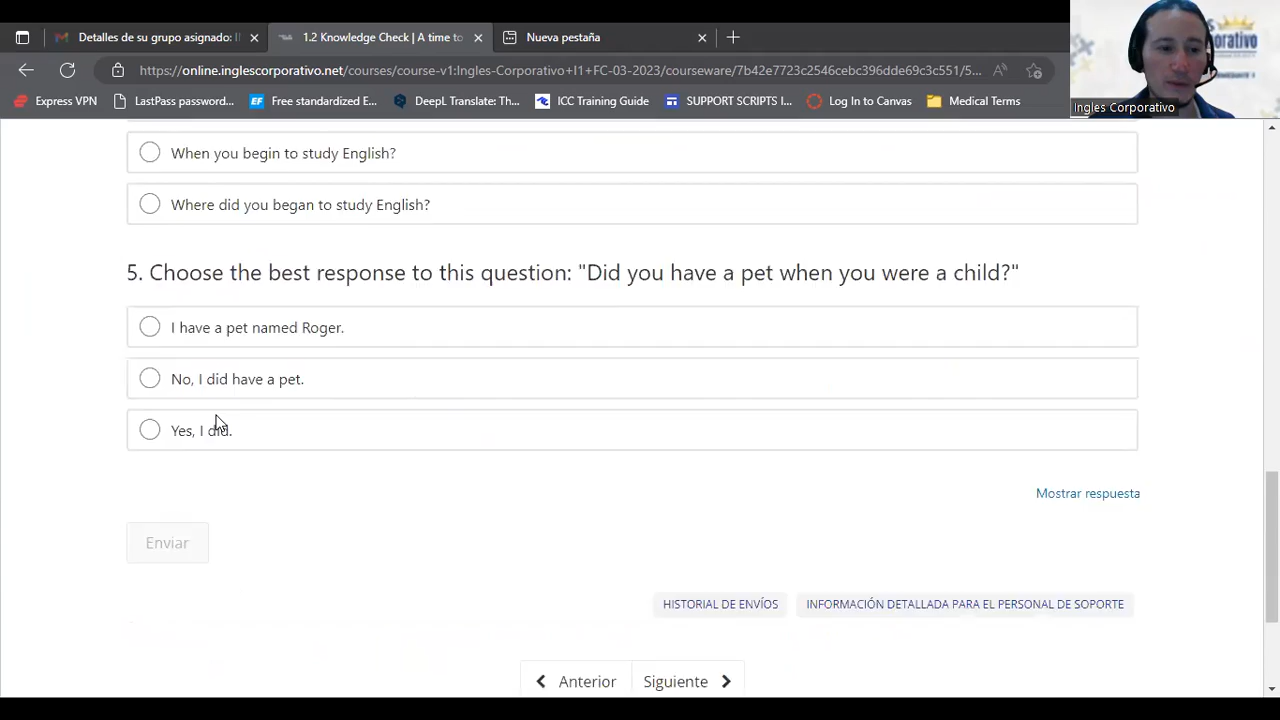 Detalles de su grupo asignado: II
1.2 Knowledge Check | A time to
Nueva pestaña
https://online.inglescorporativo.net/courses/course-v1:Ingles-Corporativo+I1+FC-03-2023/courseware/7b42e7723c2546cebc396dde69c3c551/5...
Express VPN
LastPass password...
EF Free standardized E...
DeepL Translate: Th...
ICC Training Guide
SUPPORT SCRIPTS I...
Log In to Canvas
Medical Terms
Ingles Corporativo
When you begin to study English?
Where did you began to study English?
5. Choose the best response to this question: "Did you have a pet when you were a child?"
I have a pet named Roger.
No, I did have a pet.
Yes, I did.
Mostrar respuesta
Enviar
HISTORIAL DE ENVÍOS
INFORMACIÓN DETALLADA PARA EL PERSONAL DE SOPORTE
Anterior
Siguiente